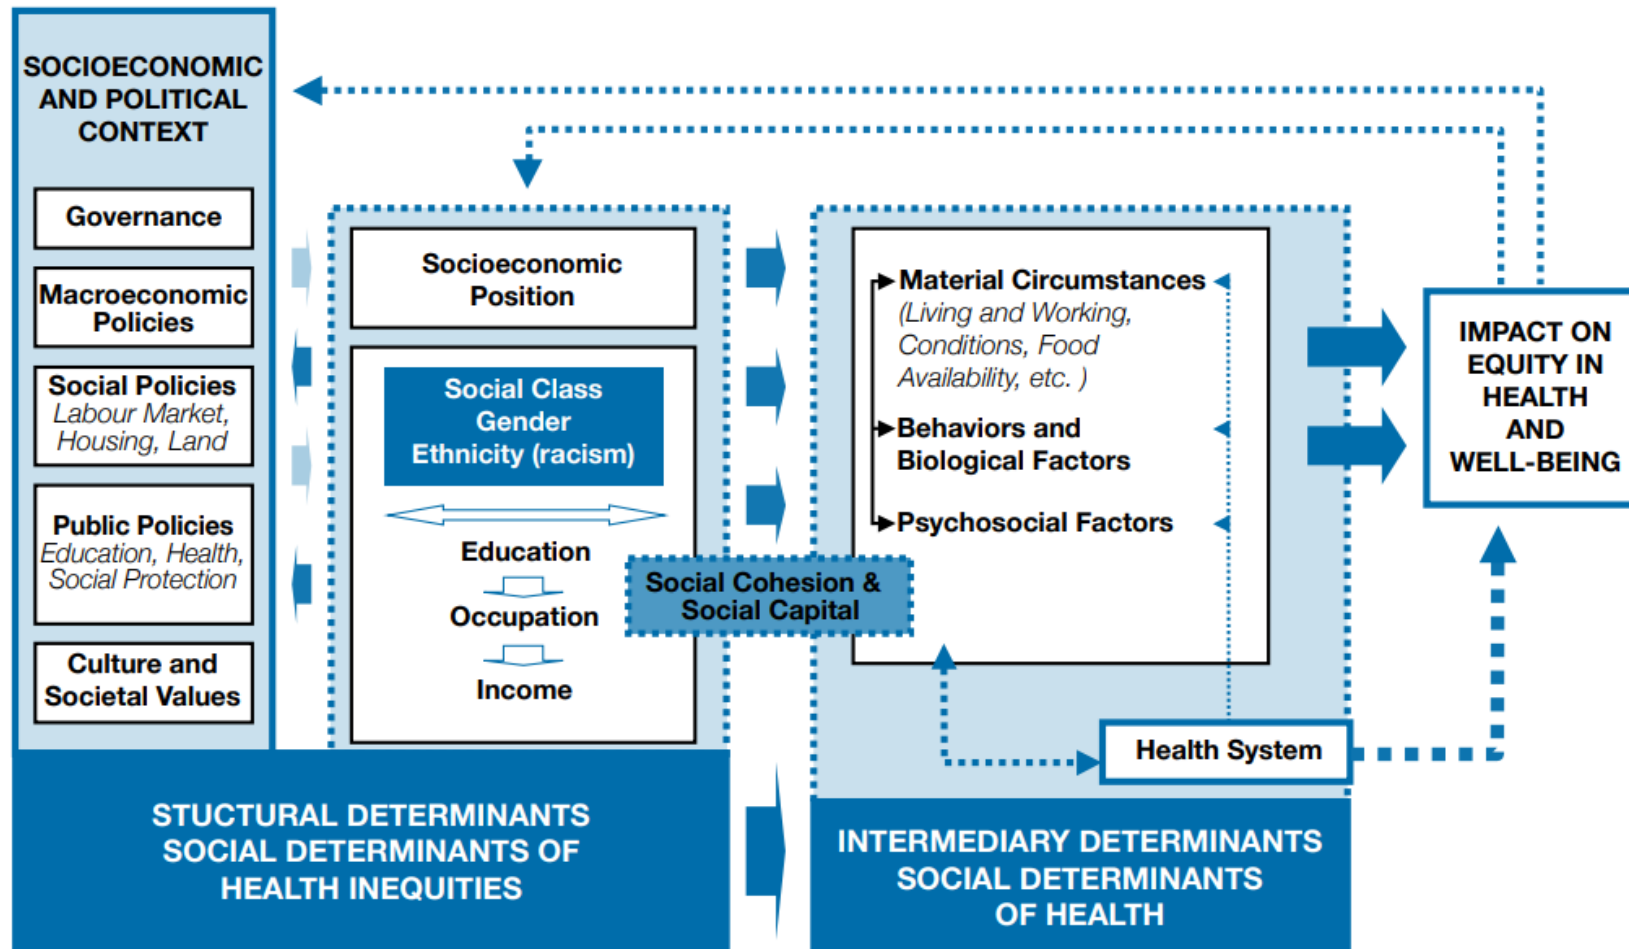 SOCIOECONOMIC
AND POLITICAL
CONTEXT
Governance
Macroeconomic
Policies
Social Policies
Labour Market,
Housing, Land
Public Policies
Education, Health,
Social Protection
Culture and
Societal Values
Socioeconomic
Position
Social Class
Gender
Ethnicity (racism)
Education
Occupation
Income
Social Cohesion &
Social Capital
Material Circumstances
(Living and Working,
Conditions, Food
Availability, etc. )
Behaviors and
Biological Factors
Psychosocial Factors
Health System
IMPACT ON
EQUITY IN
HEALTH
AND
WELL-BEING
STUCTURAL DETERMINANTS
SOCIAL DETERMINANTS OF
HEALTH INEQUITIES
INTERMEDIARY DETERMINANTS
SOCIAL DETERMINANTS
OF HEALTH